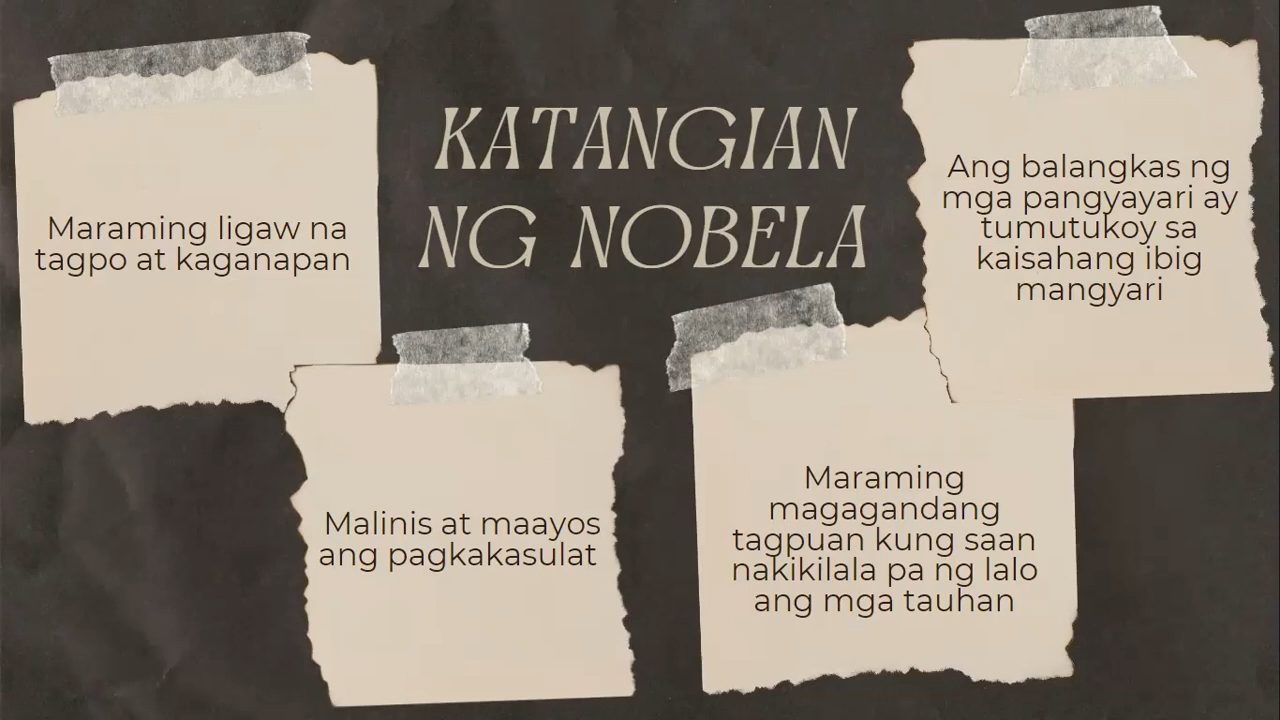 KATANGIAN
NG NOBELA
Maraming ligaw na
tagpo at kaganapan
Malinis at maayos
ang pagkakasulat
Maraming
magagandang
tagpuan kung saan
nakikilala pa ng lalo
ang mga tauhan
Ang balangkas ng
mga pangyayari ay
tumutukoy sa
kaisahang ibig
mangyari